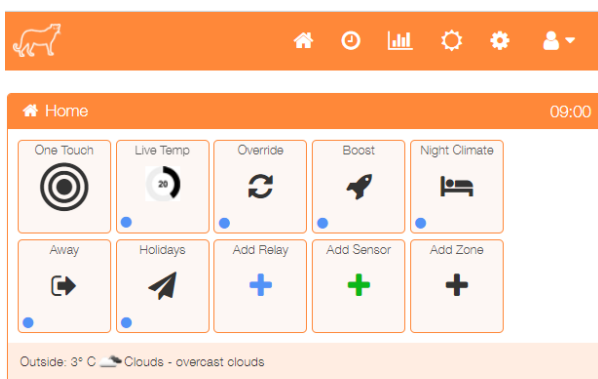 Home 09:00
One Touch Live Temp Override Boost Night Climate
20
Away Holidays Add Relay Add Sensor Add Zone
Outside: 3° C Clouds - overcast clouds